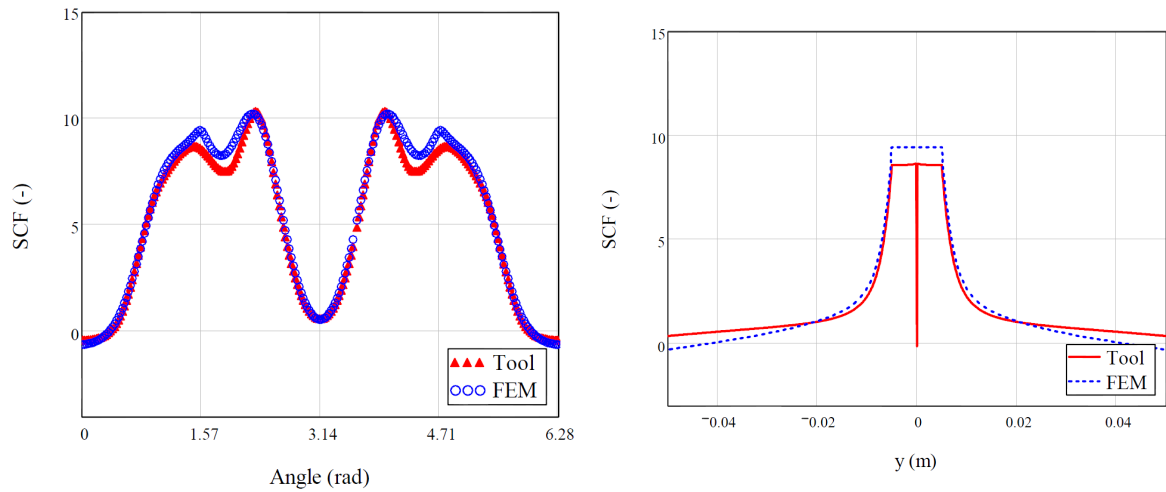 15
10
5
0
SCF (-)
Tool
FEM
0 1.57 3.14 4.71 6.28
Angle (rad)
15
10
5
0
SCF (-)
Tool
FEM
−0.04 −0.02 0 0.02 0.04
y (m)